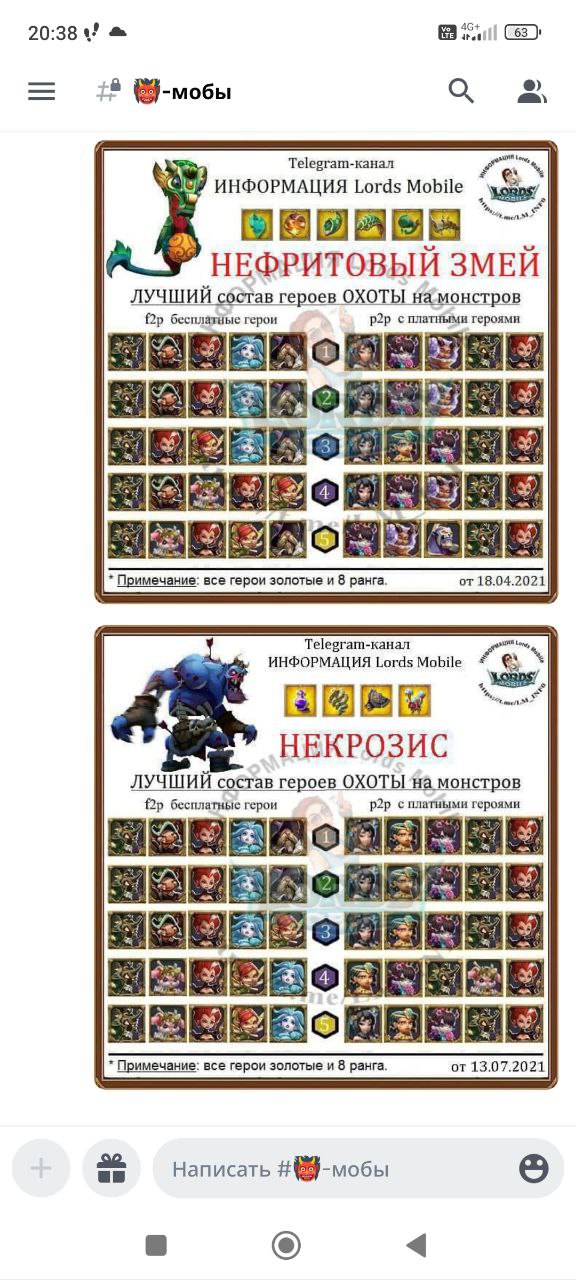 20:38
Vo LTE
4G+
63
#👹-мобы
Telegram-канал
ИНФОРМАЦИЯ Lords Mobile
НЕФРИТОВЫЙ ЗМЕЙ
ЛУЧШИЙ состав героев ОХОТЫ на монстров
f2p бесплатные герои
p2p с платными героями
1
2
3
4
5
* Примечание: все герои золотые и 8 ранга.
от 18.04.2021
Telegram-канал
ИНФОРМАЦИЯ Lords Mobile
НЕКРОЗИС
ЛУЧШИЙ состав героев ОХОТЫ на монстров
f2p бесплатные герои
p2p с платными героями
1
2
3
4
5
* Примечание: все герои золотые и 8 ранга.
от 13.07.2021
Написать #👹-мобы